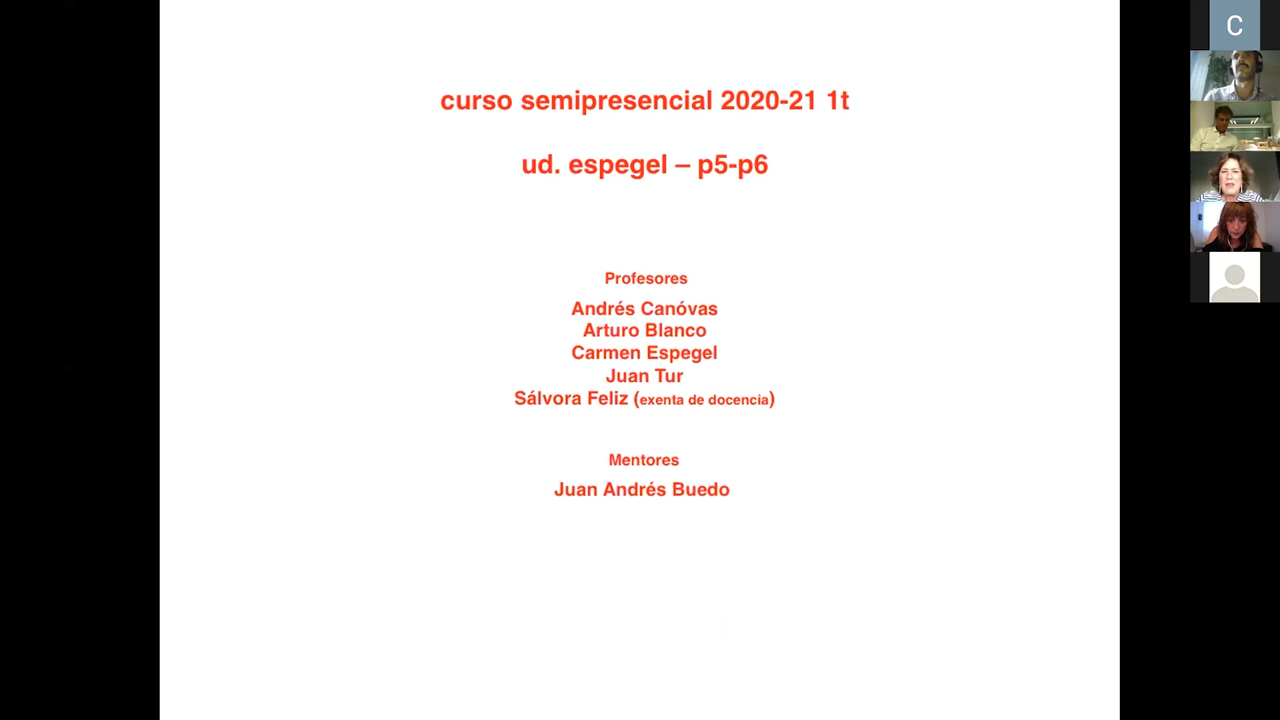 curso semipresencial 2020-21 1t
ud. espegel – p5-p6
Profesores
Andrés Canóvas
Arturo Blanco
Carmen Espegel
Juan Tur
Sálvora Feliz (exenta de docencia)
Mentores
Juan Andrés Buedo
C